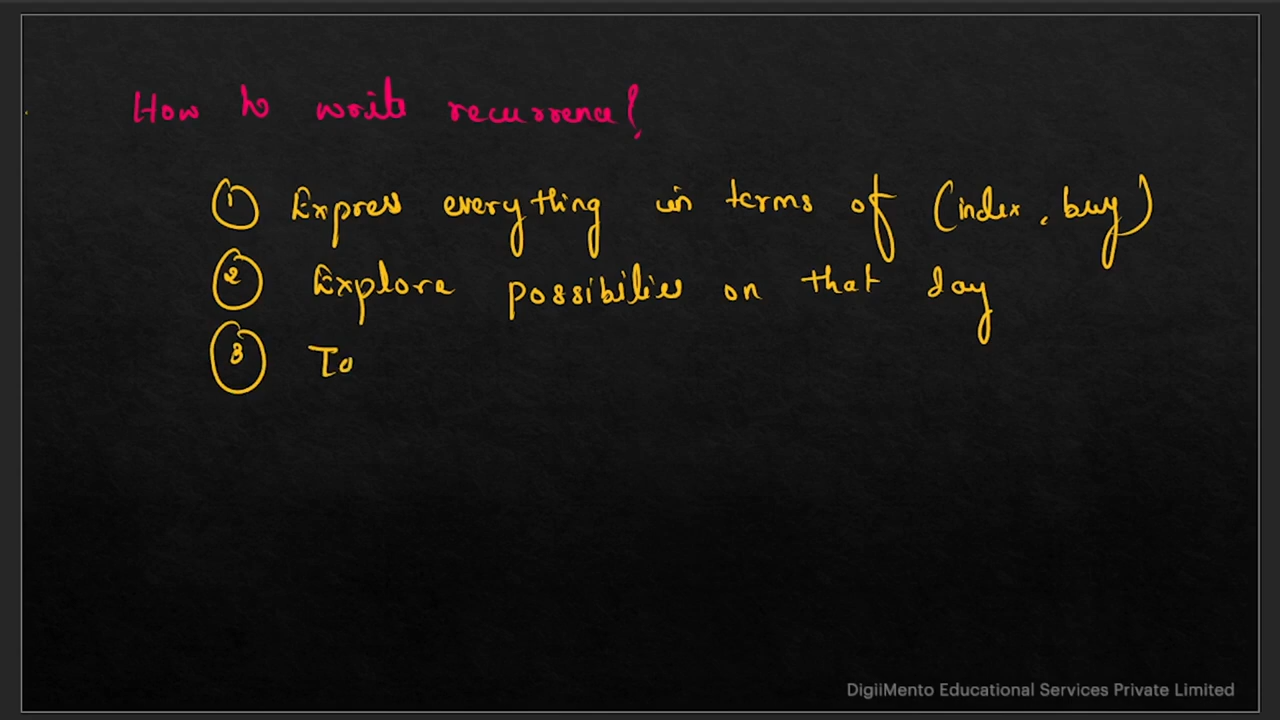 How to write recurrence?
① Express everything in terms of (index, buy)
② Explore possibilies on that day
③ To
DigiiMento Educational Services Private Limited